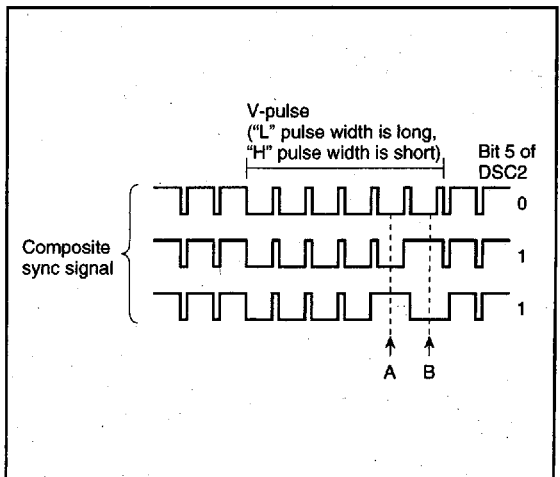 V-pulse
("L" pulse width is long,
"H" pulse width is short)
Bit 5 of
DSC2
0
Composite
sync signal
1
1
A
B